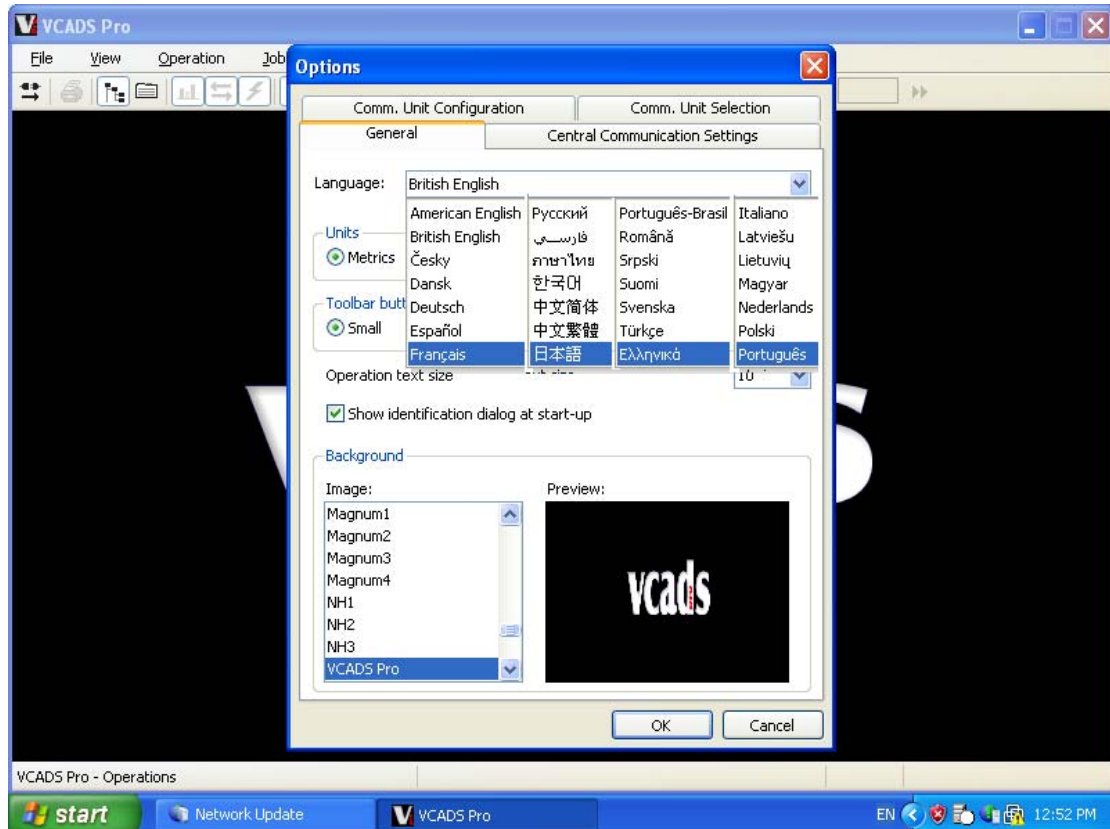 VCADS Pro
File View Operation Job
Options
Comm. Unit Configuration Comm. Unit Selection
General Central Communication Settings
Language: British English
American English Русский Português-Brasil Italiano
British English فارسی Română Latviešu
Česky ภาษาไทย Srpski Lietuvių
Dansk 한국어 Suomi Magyar
Deutsch 中文简体 Svenska Nederlands
Español 中文繁體 Türkçe Polski
Français 日本語 Ελληνικά Português
Units
Metrics
Toolbar butt
Small
Operation text size 10
Show identification dialog at start-up
Background
Image: Preview:
Magnum1
Magnum2
Magnum3
Magnum4
NH1
NH2
NH3
VCADS Pro
vcads
OK Cancel
VCADS Pro - Operations
start Network Update VCADS Pro EN 12:52 PM